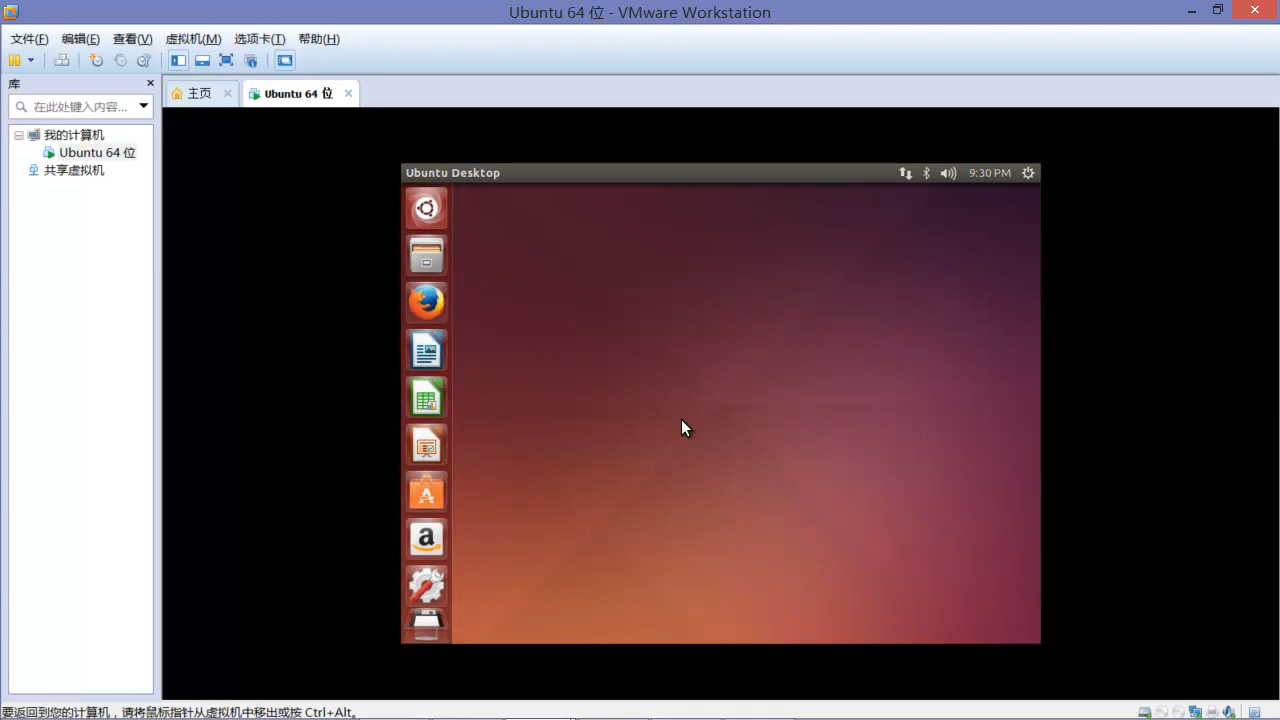 Ubuntu 64 位 - VMware Workstation
文件(F) 编辑(E) 查看(V) 虚拟机(M) 选项卡(T) 帮助(H)
库
主页
Ubuntu 64 位
在此处键入内容...
我的计算机
Ubuntu 64 位
共享虚拟机
Ubuntu Desktop
9:30 PM
要返回到您的计算机，请将鼠标指针从虚拟机中移出或按 Ctrl+Alt。